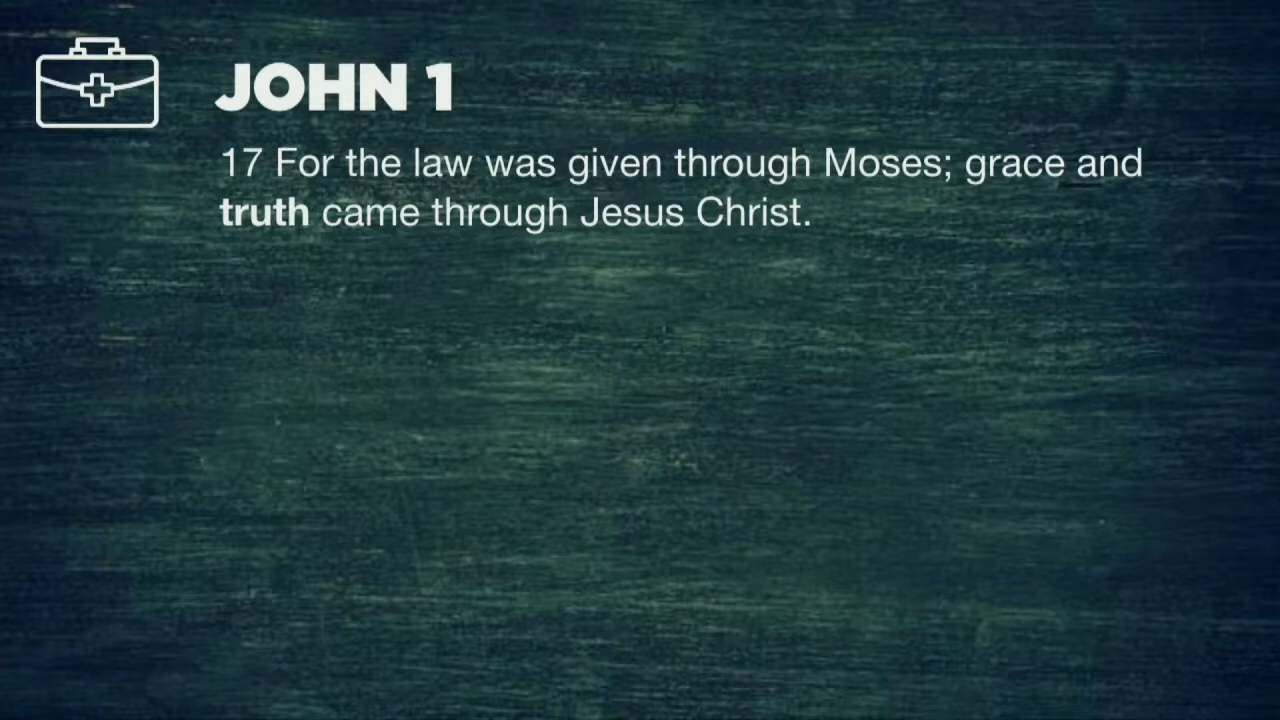 JOHN 1
17 For the law was given through Moses; grace and
truth came through Jesus Christ.